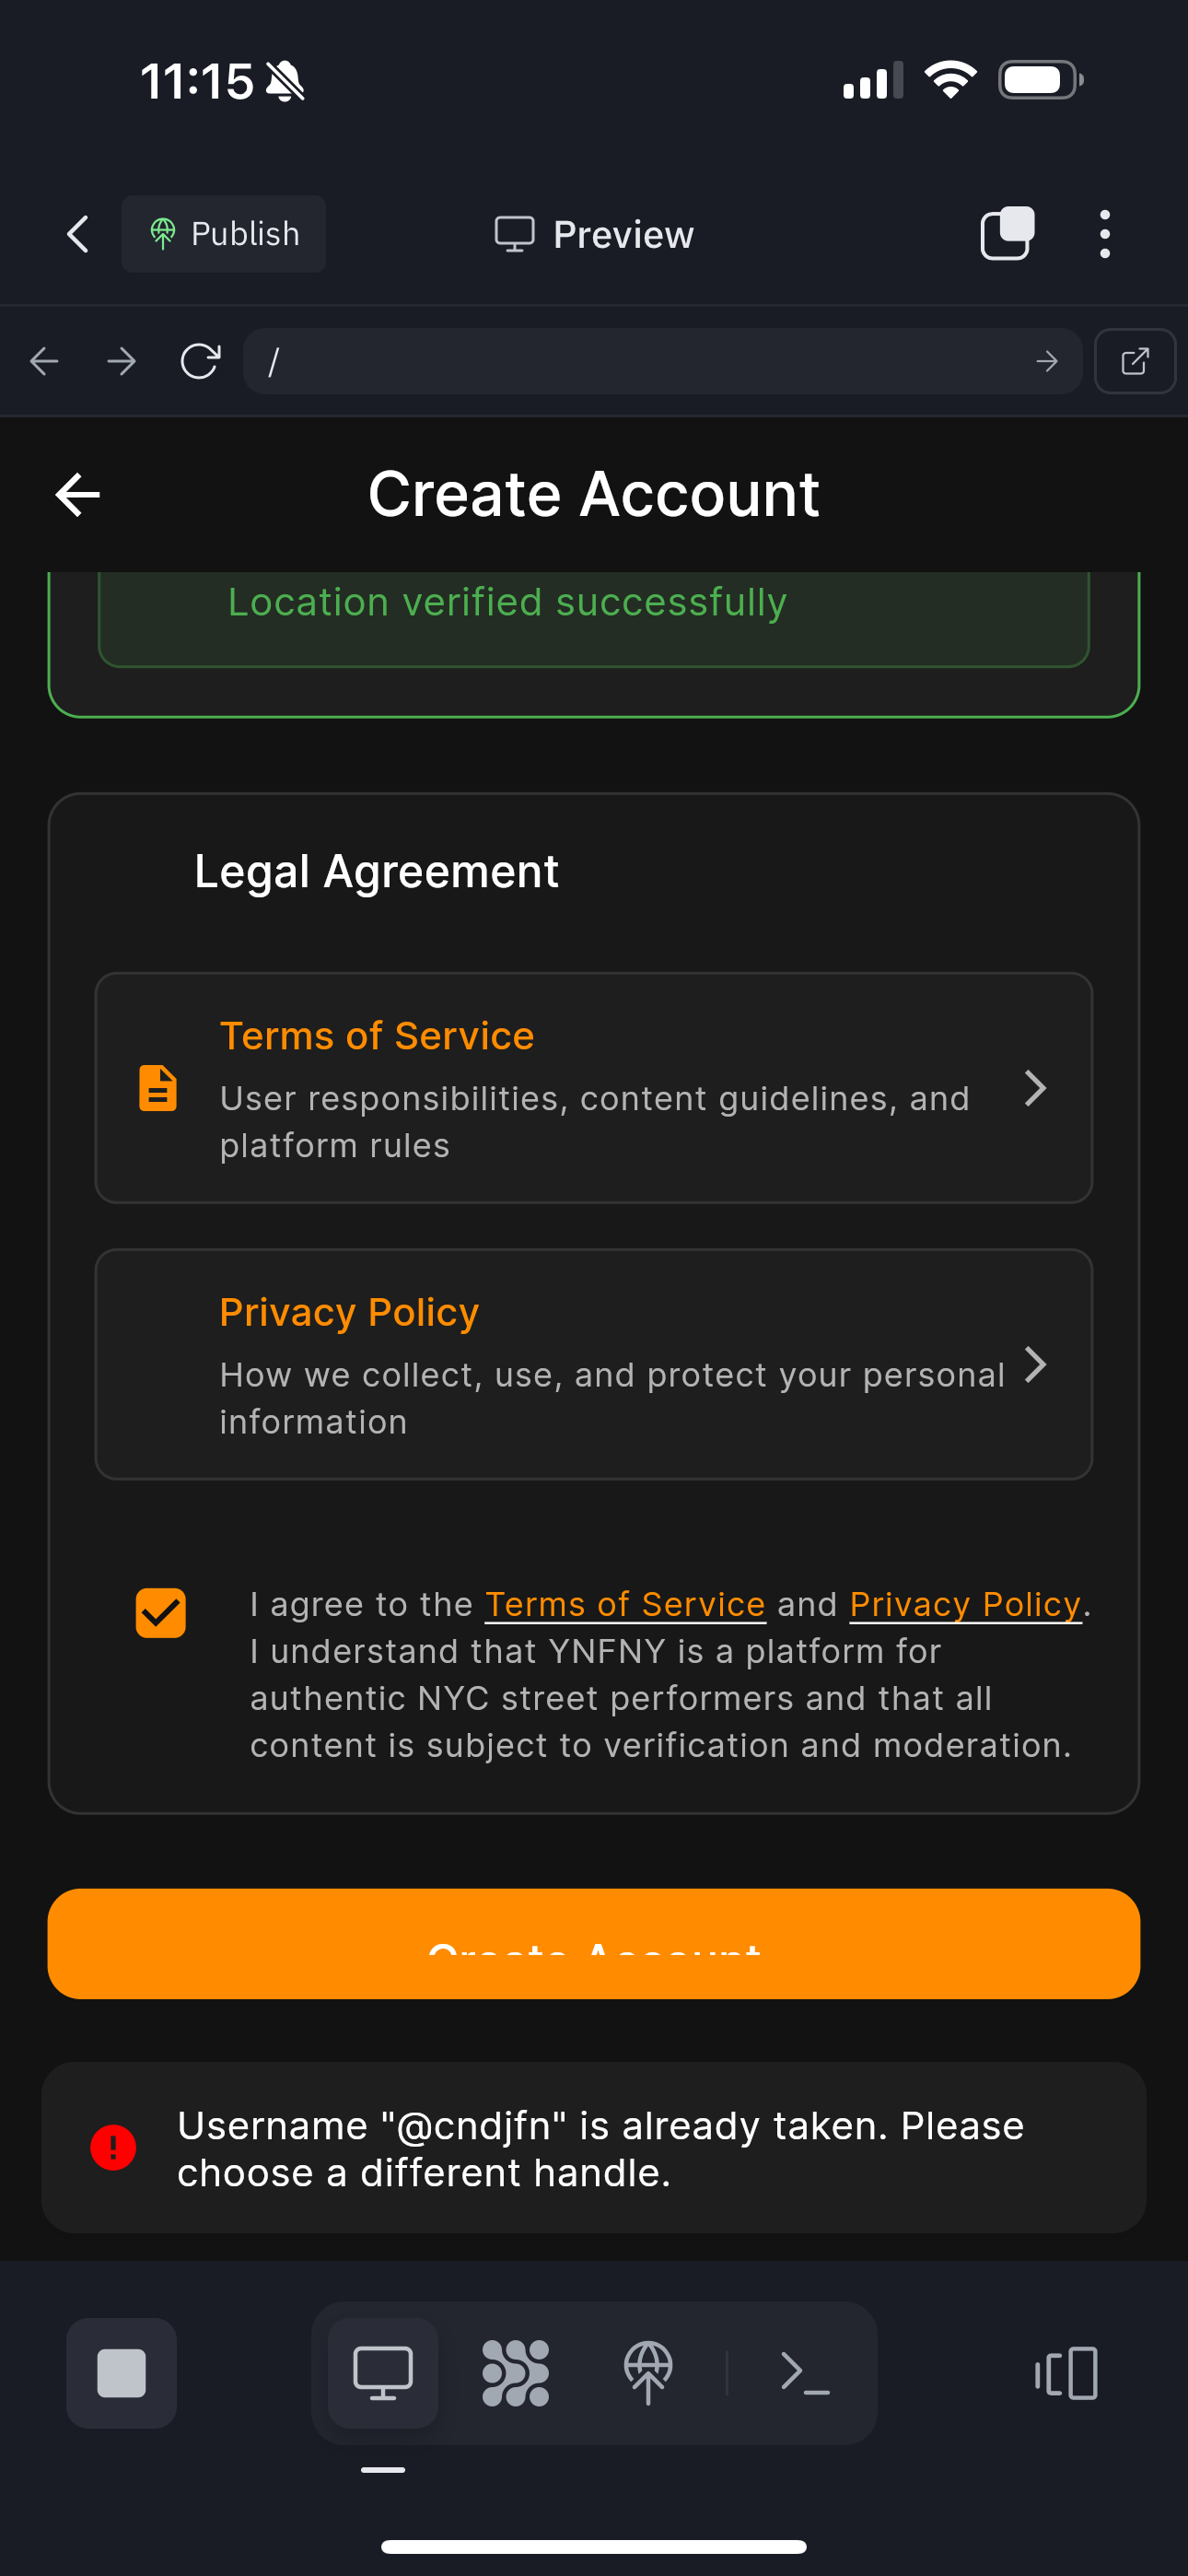 11:15
Publish
Preview
/
Create Account
Location verified successfully
Legal Agreement
Terms of Service
User responsibilities, content guidelines, and
platform rules
Privacy Policy
How we collect, use, and protect your personal
information
I agree to the Terms of Service and Privacy Policy.
I understand that YNFNY is a platform for
authentic NYC street performers and that all
content is subject to verification and moderation.
Create Account
Username "@cndjfn" is already taken. Please
choose a different handle.